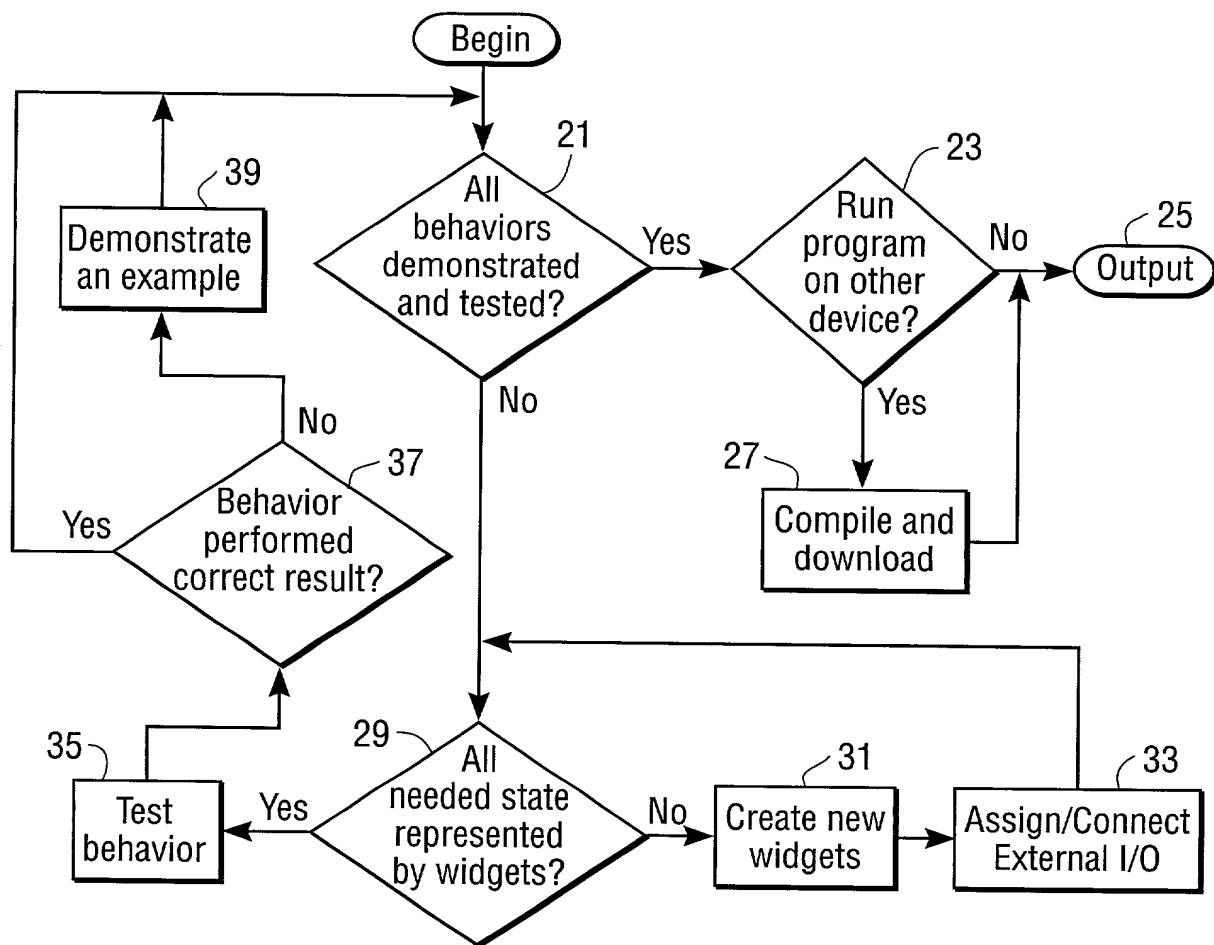 Begin
21
All
behaviors
demonstrated
and tested?
Yes
No
23
Run
program
on other
device?
No
Yes
25
Output
27
Compile and
download
39
Demonstrate
an example
No
37
Behavior
performed
correct result?
Yes
35
Test
behavior
29
All
needed state
represented
by widgets?
Yes
No
31
Create new
widgets
33
Assign/Connect
External I/O